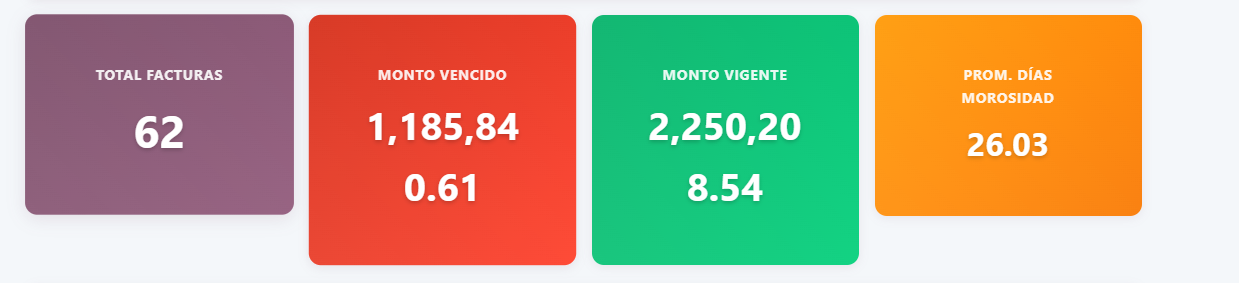 TOTAL FACTURAS
62
MONTO VENCIDO
1,185,84
0.61
MONTO VIGENTE
2,250,20
8.54
PROM. DÍAS
MOROSIDAD
26.03